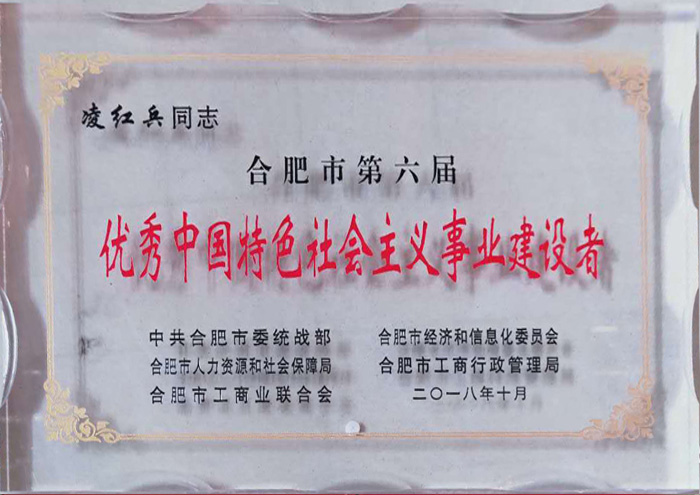 凌红兵同志
合肥市第六届
优秀中国特色社会主义事业建设者
中共合肥市委统战部
合肥市人力资源和社会保障局
合肥市工商业联合会
合肥市经济和信息化委员会
合肥市工商行政管理局
二〇一八年十月